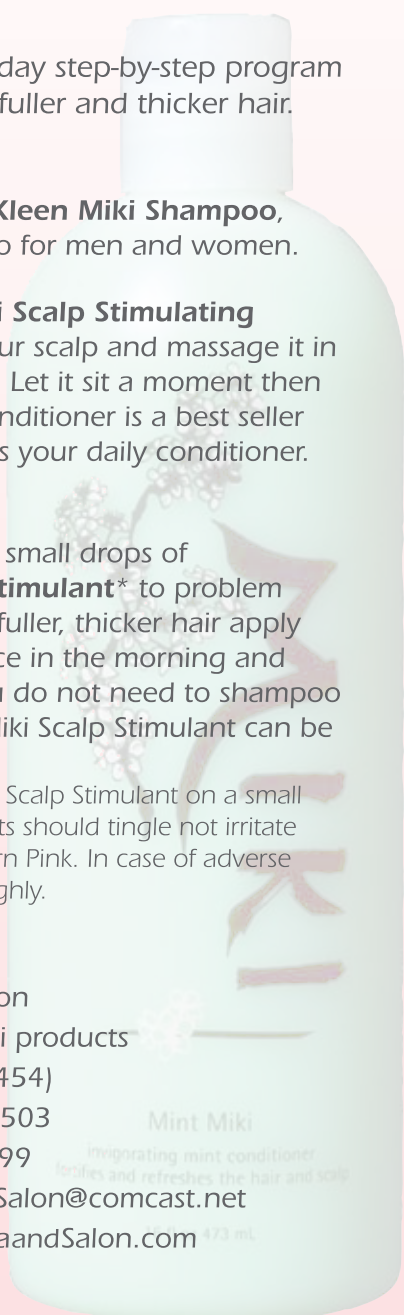 day step-by-step program
fuller and thicker hair.
Kleen Miki Shampoo,
o for men and women.
i Scalp Stimulating
ur scalp and massage it in
Let it sit a moment then
nditioner is a best seller
s your daily conditioner.
small drops of
timulant* to problem
fuller, thicker hair apply
ce in the morning and
u do not need to shampoo
iki Scalp Stimulant can be
Scalp Stimulant on a small
ts should tingle not irritate
rn Pink. In case of adverse
ghly.
MIKI
on
i products
454)
503
99
Salon@comcast.net
aandSalon.com
Mint Miki
invigorating mint conditioner
fortifies and refreshes the hair and scalp
473 mL